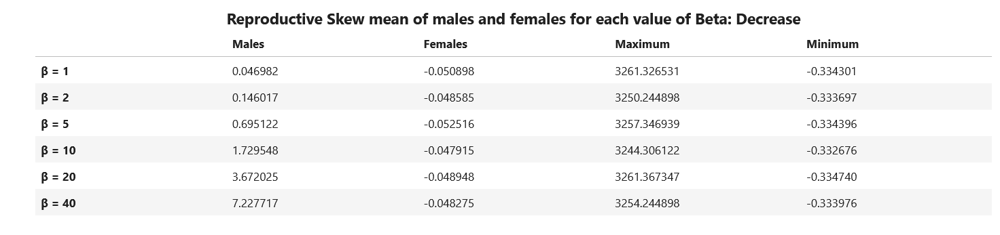 Reproductive Skew mean of males and females for each value of Beta: Decrease
Males Females Maximum Minimum
β = 1 0.046982 -0.050898 3261.326531 -0.334301
β = 2 0.146017 -0.048585 3250.244898 -0.333697
β = 5 0.695122 -0.052516 3257.346939 -0.334396
β = 10 1.729548 -0.047915 3244.306122 -0.332676
β = 20 3.672025 -0.048948 3261.367347 -0.334740
β = 40 7.227717 -0.048275 3254.244898 -0.333976